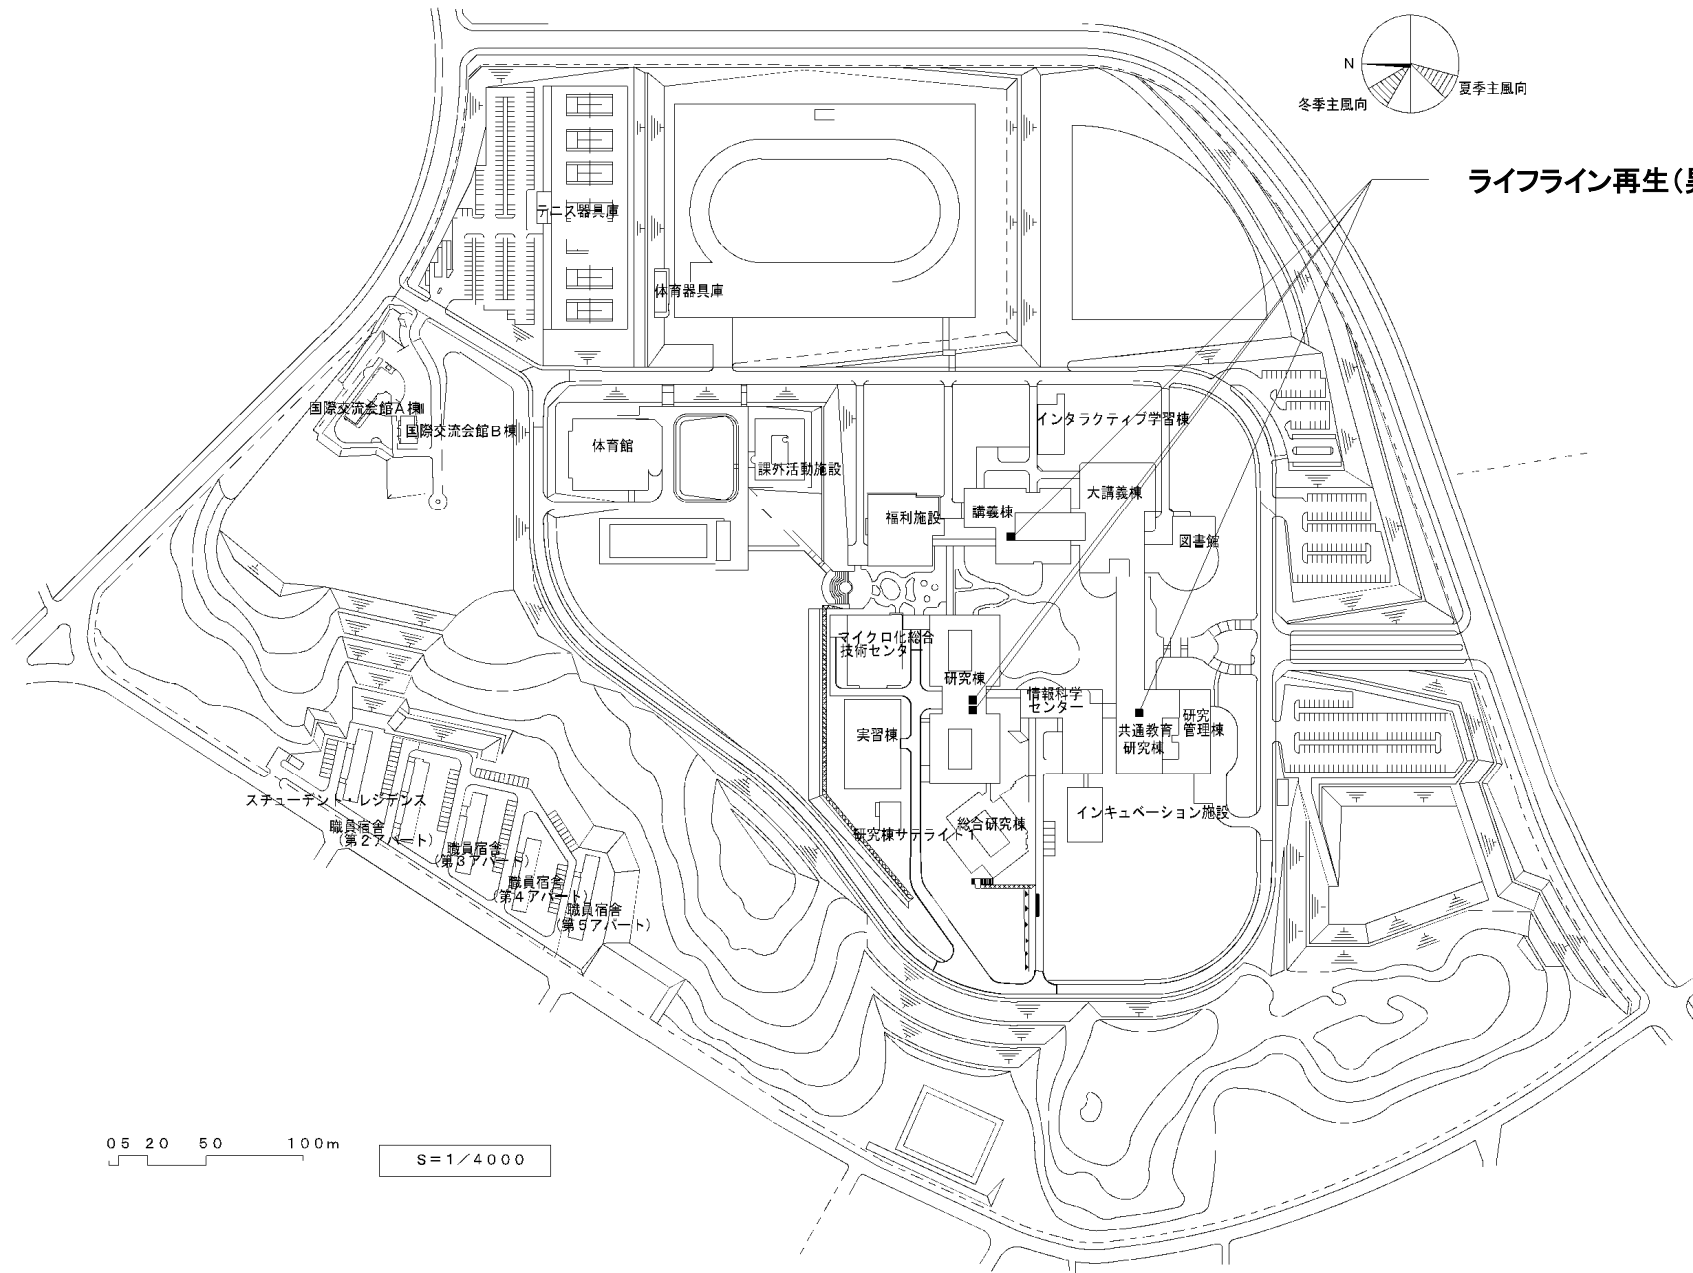 N
夏季主風向
冬季主風向
ライフライン再生(
テニス器具庫
体育器具庫
国際交流会館A棟
国際交流会館B棟
体育館
課外活動施設
インタラクティブ学習棟
大講義棟
福利施設
講義棟
図書館
マイクロ化総合
技術センター
研究棟
情報科学
センター
実習棟
共通教育
研究棟
研究
管理棟
スチューデント・レジデンス
職員宿舎
(第2アパート)
職員宿舎
(第3アパート)
職員宿舎
(第4アパート)
職員宿舎
(第5アパート)
研究棟サテライト1
総合研究棟
インキュベーション施設
05 20 50 100m
S=1/4000